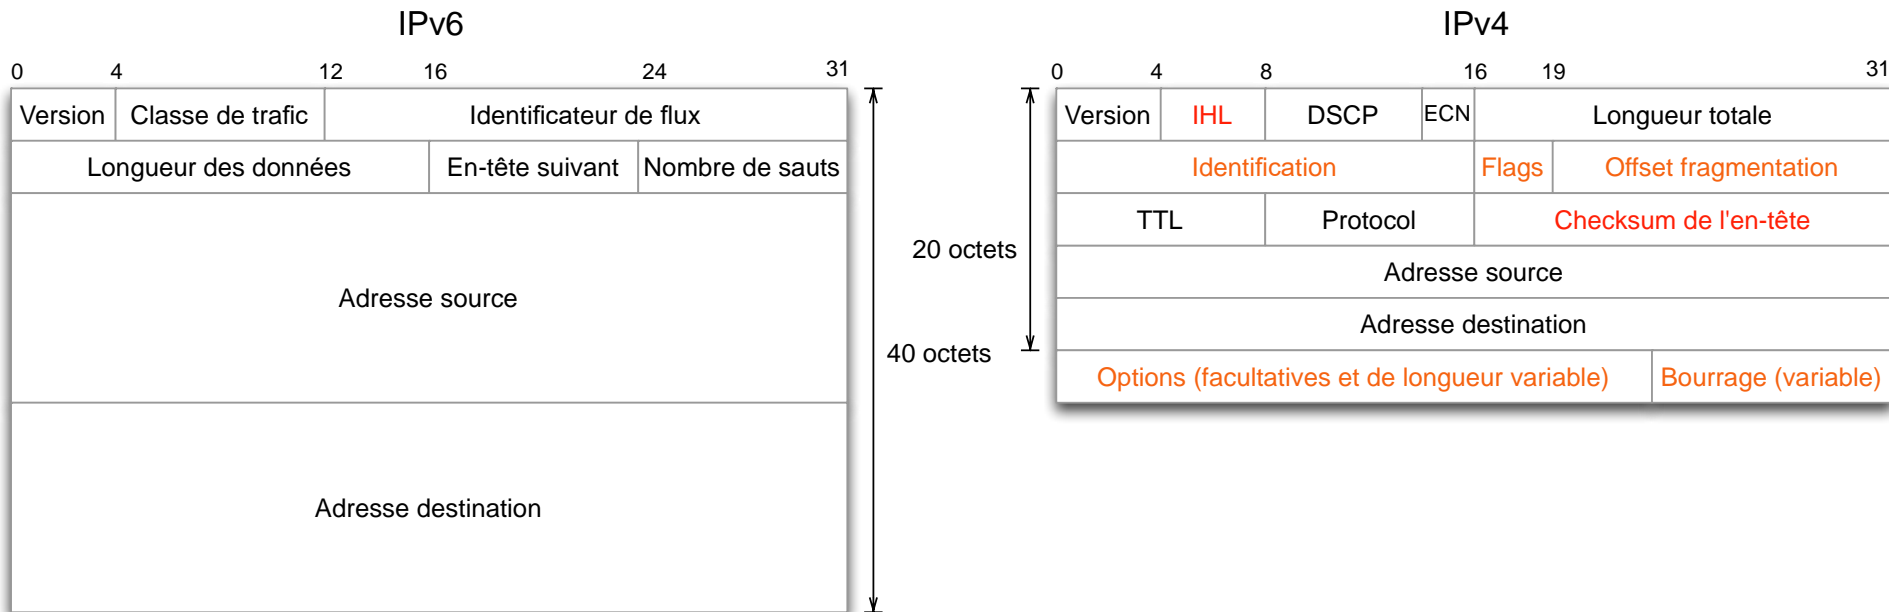 IPv6
0 4 12 16 24 31
Version Classe de trafic Identificateur de flux
Longueur des données En-tête suivant Nombre de sauts
Adresse source
Adresse destination
40 octets
IPv4
0 4 8 16 19 31
Version IHL DSCP ECN Longueur totale
Identification Flags Offset fragmentation
TTL Protocol Checksum de l'en-tête
Adresse source
Adresse destination
Options (facultatives et de longueur variable) Bourrage (variable)
20 octets